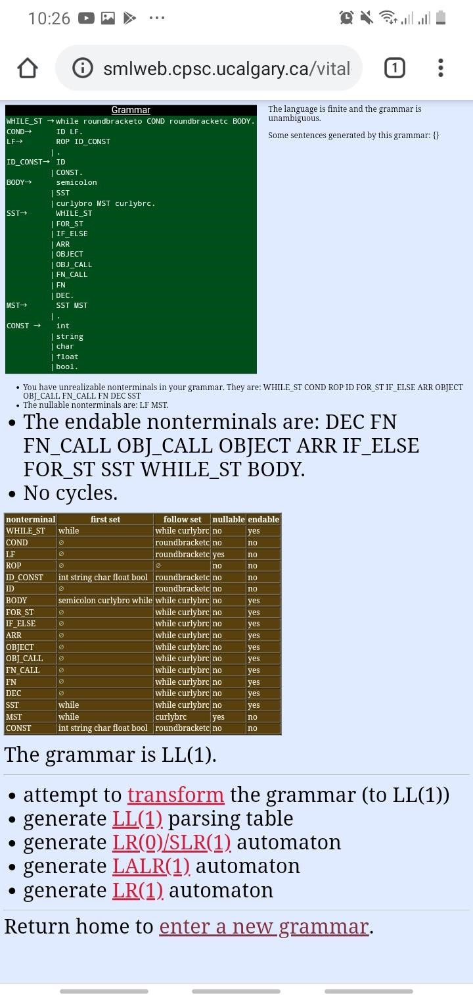 10:26
smlweb.cpsc.ucalgary.ca/vital
1
Grammar
WHILE_ST → while roundbracketo COND roundbracketc BODY.
COND→ ID LF.
LF→ ROP ID_CONST
| .
ID_CONST→ ID
| CONST.
BODY→ semicolon
| SST
| curlybro MST curlybrc.
SST→ WHILE_ST
| FOR_ST
| IF_ELSE
| ARR
| OBJECT
| OBJ_CALL
| FN_CALL
| FN
| DEC.
MST→ SST MST
| .
CONST → int
| string
| char
| float
| bool.
The language is finite and the grammar is
unambiguous.
Some sentences generated by this grammar: {}
• You have unrealizable nonterminals in your grammar. They are: WHILE_ST COND ROP ID FOR_ST IF_ELSE ARR OBJECT
OBJ_CALL FN_CALL FN DEC SST
• The nullable nonterminals are: LF MST.
• The endable nonterminals are: DEC FN
FN_CALL OBJ_CALL OBJECT ARR IF_ELSE
FOR_ST SST WHILE_ST BODY.
• No cycles.
nonterminal first set follow set nullable endable
WHILE_ST while while curlybrc no yes
COND ∅ roundbracketc no no
LF ∅ roundbracketc yes no
ROP ∅ ∅ no no
ID_CONST int string char float bool roundbracketc no no
ID ∅ roundbracketc no no
BODY semicolon curlybro while while curlybrc no yes
FOR_ST ∅ while curlybrc no yes
IF_ELSE ∅ while curlybrc no yes
ARR ∅ while curlybrc no yes
OBJECT ∅ while curlybrc no yes
OBJ_CALL ∅ while curlybrc no yes
FN_CALL ∅ while curlybrc no yes
FN ∅ while curlybrc no yes
DEC ∅ while curlybrc no yes
SST while while curlybrc no yes
MST while curlybrc yes no
CONST int string char float bool roundbracketc no no
The grammar is LL(1).
• attempt to transform the grammar (to LL(1))
• generate LL(1) parsing table
• generate LR(0)/SLR(1) automaton
• generate LALR(1) automaton
• generate LR(1) automaton
Return home to enter a new grammar.